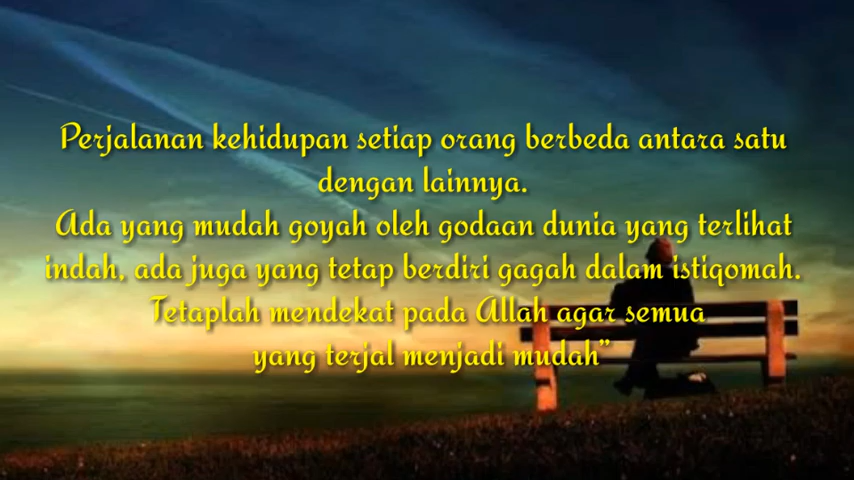 Perjalanan kehidupan setiap orang berbeda antara satu
dengan lainnya.
Ada yang mudah goyah oleh godaan dunia yang terlihat
indah, ada juga yang tetap berdiri gagah dalam istiqomah.
Tetaplah mendekat pada Allah agar semua
yang terjal menjadi mudah"